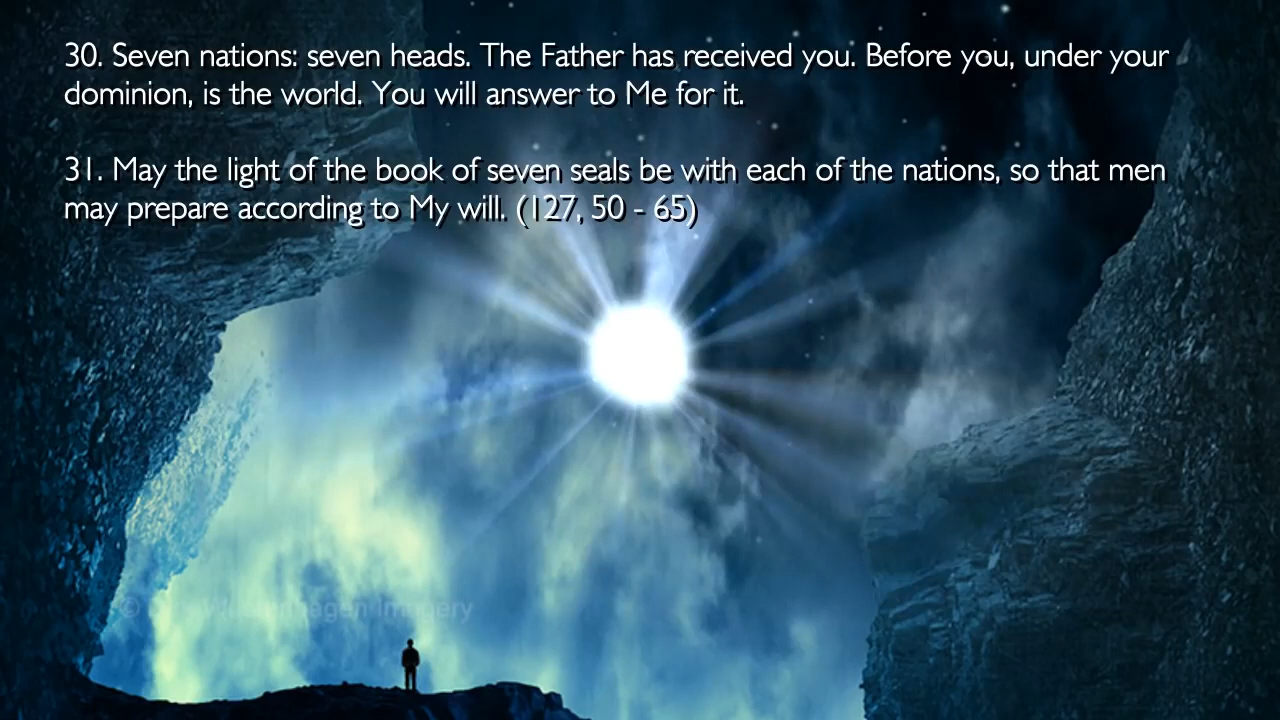 30. Seven nations: seven heads. The Father has received you. Before you, under your
dominion, is the world. You will answer to Me for it.
31. May the light of the book of seven seals be with each of the nations, so that men
may prepare according to My will. (127, 50 - 65)
©
Imagery